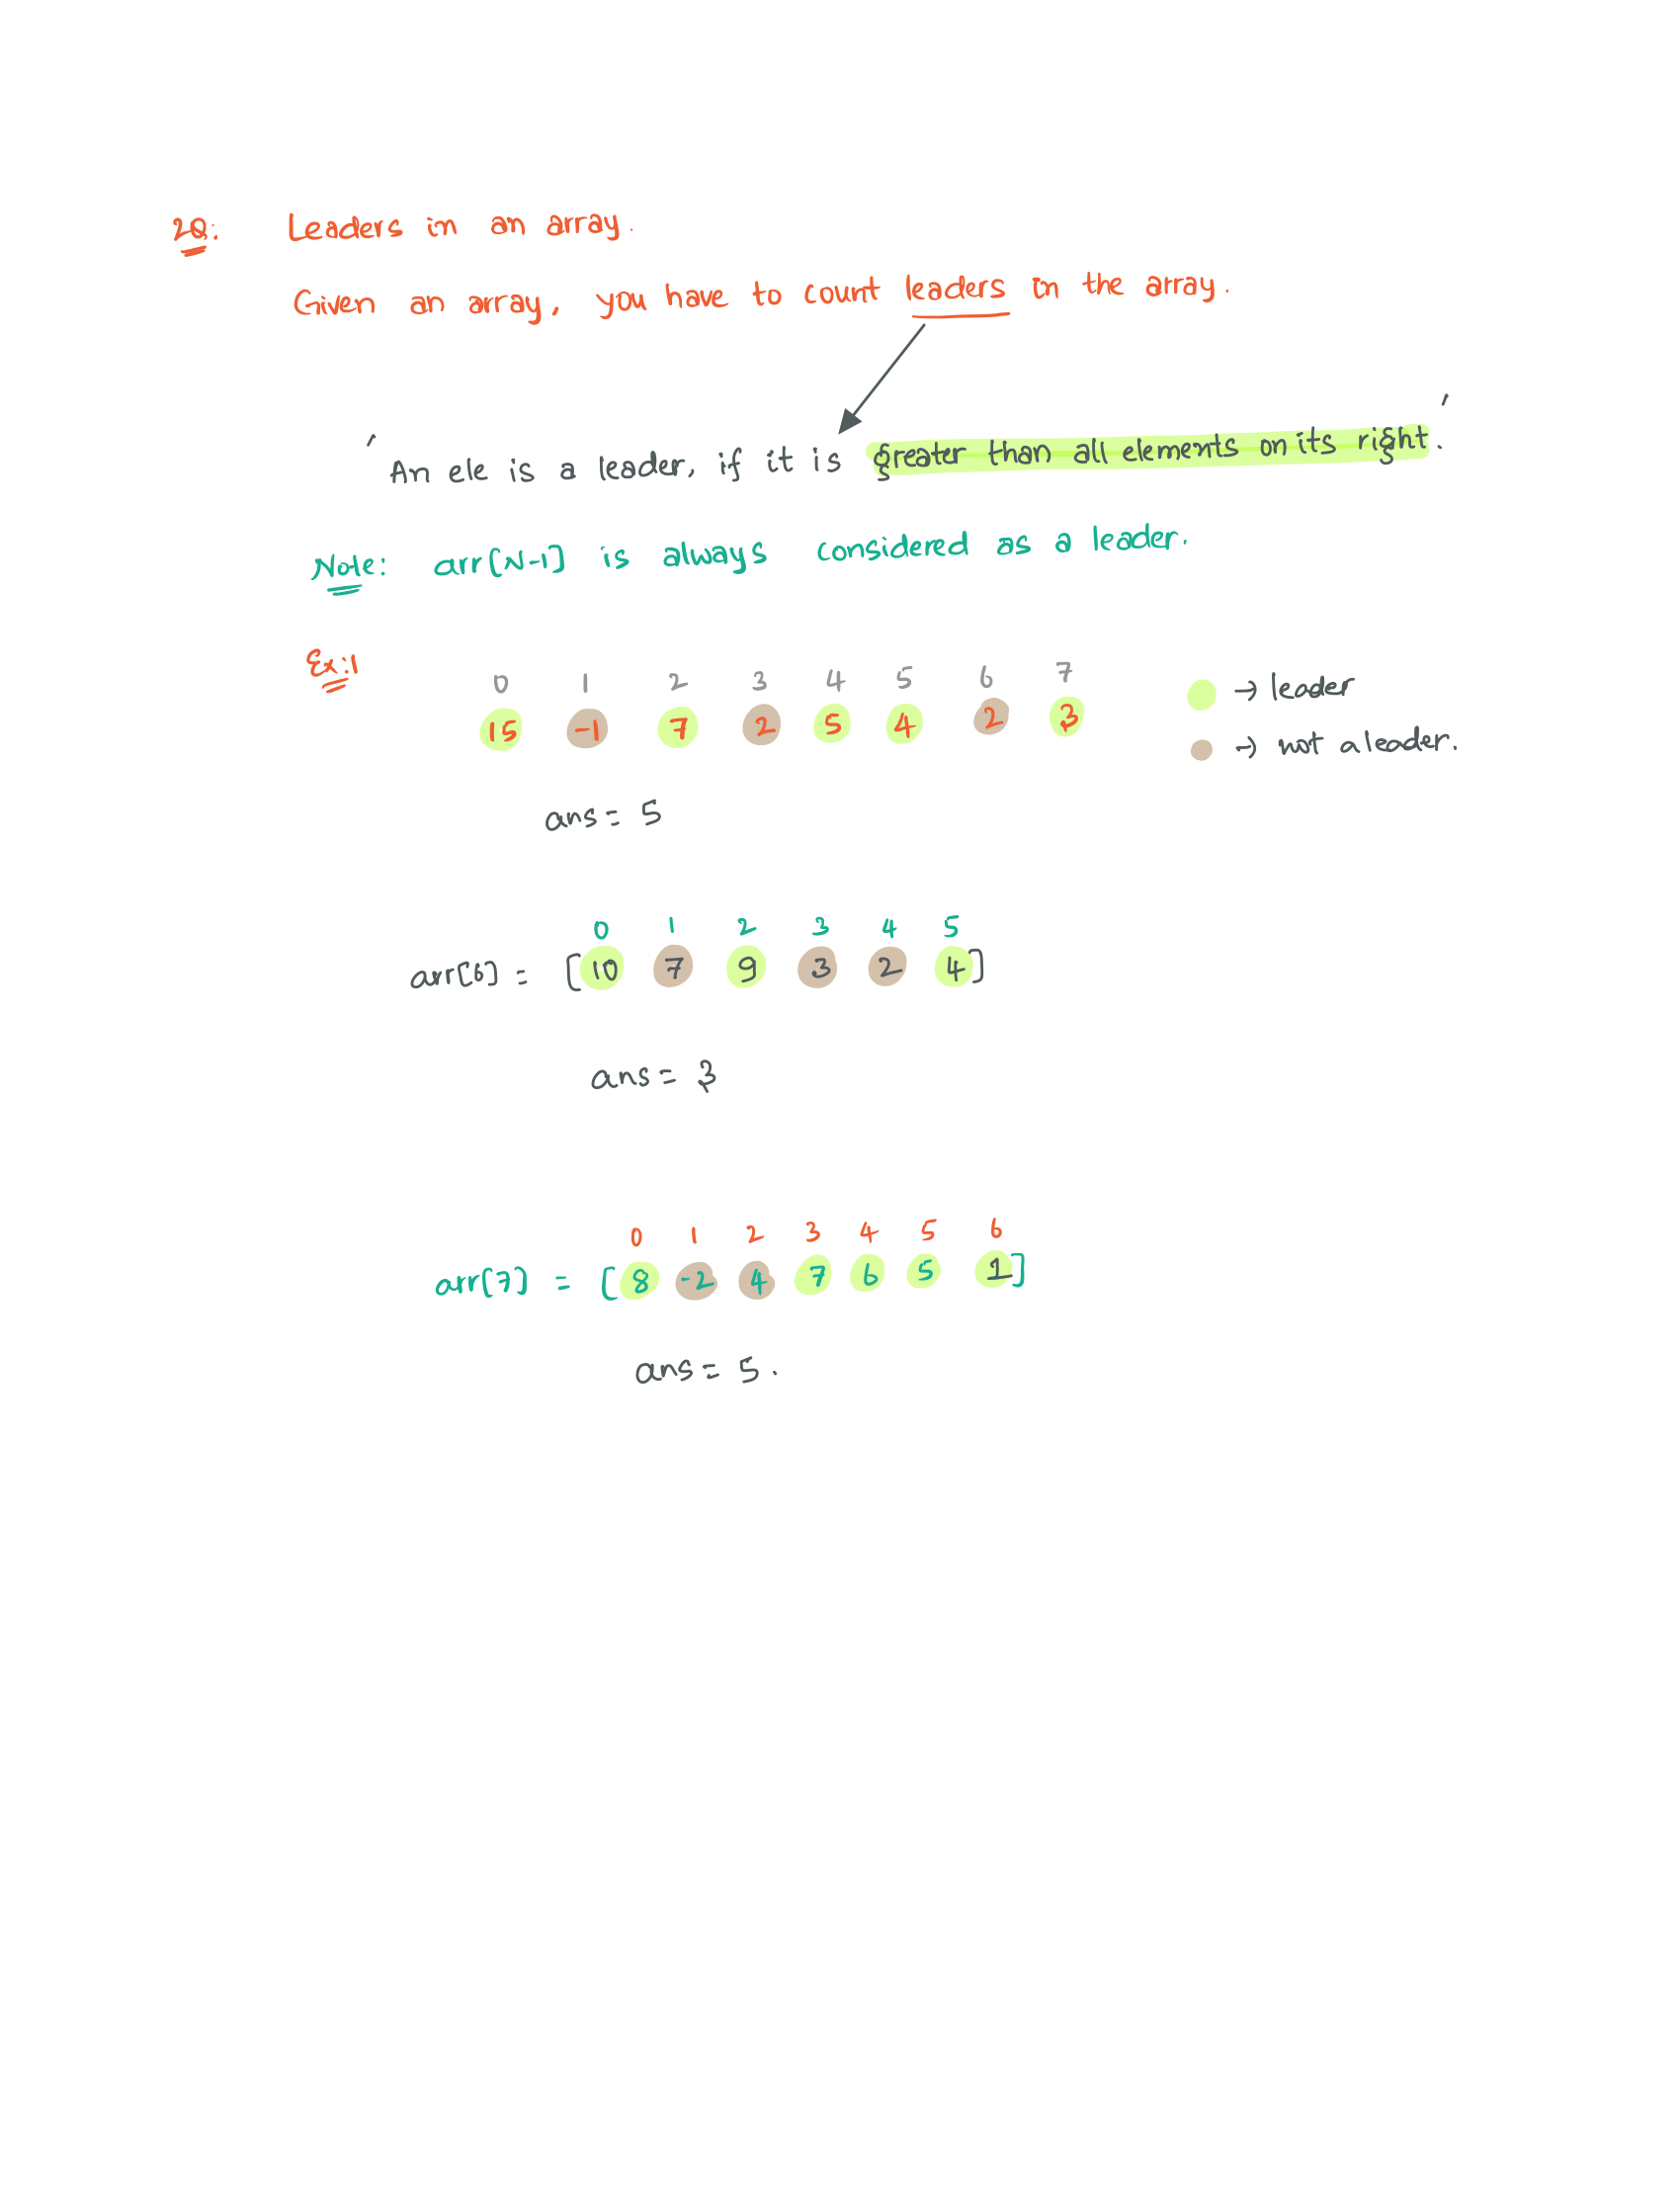 2Q: Leaders in an array.
Given an array, you have to count leaders in the array.
' An ele is a leader, if it is greater than all elements on its right. '
Note: arr[N-1] is always considered as a leader.
Ex:1
0 1 2 3 4 5 6 7
15 -1 7 2 5 4 2 3
→ leader
→ not a leader.
ans = 5
0 1 2 3 4 5
arr[6] = [10 7 9 3 2 4]
ans = 3
0 1 2 3 4 5 6
arr[7] = [8 -2 4 7 6 5 1]
ans = 5.